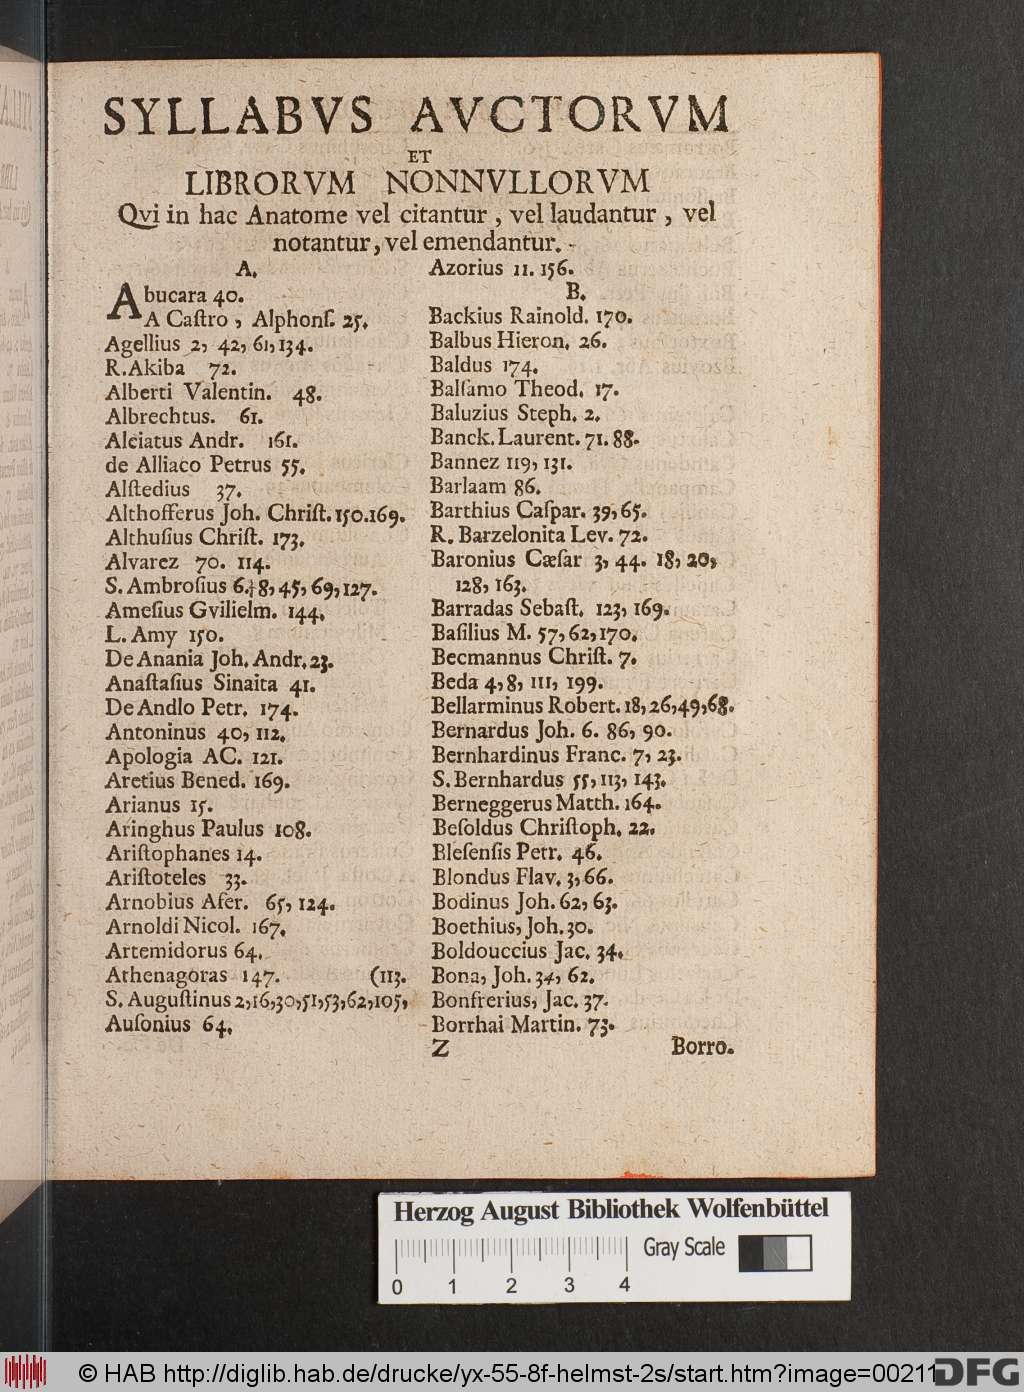 SYLLABVS AVCTORVM
ET
LIBRORVM NONNVLLORVM
Qvi in hac Anatome vel citantur, vel laudantur, vel
notantur, vel emendantur.
A.
Abucara 40.
A Caſtro, Alphonſ. 25.
Agellius 2, 42, 61, 134.
R. Akiba 72.
Alberti Valentin. 48.
Albrechtus. 61.
Alciatus Andr. 161.
de Alliaco Petrus 55.
Alſtedius 37.
Althofferus Joh. Chriſt. 150.169.
Althuſius Chriſt. 173.
Alvarez 70. 114.
S. Ambroſius 6. 8, 45, 69, 127.
Ameſius Gvilielm. 144.
L. Amy 150.
De Anania Joh. Andr. 23.
Anaſtaſius Sinaita 41.
De Andlo Petr. 174.
Antoninus 40, 112.
Apologia AC. 121.
Aretius Bened. 169.
Arianus 15.
Aringhus Paulus 108.
Ariſtophanes 14.
Ariſtoteles 33.
Arnobius Afer. 65, 124.
Arnoldi Nicol. 167.
Artemidorus 64.
Athenagoras 147. (113.
S. Auguſtinus 2,16,30,51,53,62,105,
Auſonius 64.
Azorius 11. 156.
B.
Backius Rainold. 170.
Balbus Hieron. 26.
Baldus 174.
Balſamo Theod. 17.
Baluzius Steph. 2.
Banck. Laurent. 71. 88.
Bannez 119, 131.
Barlaam 86.
Barthius Caſpar. 39, 65.
R. Barzelonita Lev. 72.
Baronius Cæſar 3, 44. 18, 20,
128, 163.
Barradas Sebaſt. 123, 169.
Baſilius M. 57, 62, 170.
Becmannus Chriſt. 7.
Beda 4, 8, 111, 199.
Bellarminus Robert. 18, 26, 49, 68.
Bernardus Joh. 6. 86, 90.
Bernhardinus Franc. 7, 23.
S. Bernhardus 55, 113, 143.
Berneggerus Matth. 164.
Beſoldus Chriſtoph. 22.
Bleſenſis Petr. 46.
Blondus Flav. 3, 66.
Bodinus Joh. 62, 63.
Boethius, Joh. 30.
Boldouccius Jac. 34.
Bona, Joh. 34, 62.
Bonfrerius, Jac. 37.
Borrhai Martin. 73.
Z Borro.
Herzog August Bibliothek Wolfenbüttel
Gray Scale
0 1 2 3 4
© HAB http://diglib.hab.de/drucke/yx-55-8f-helmst-2s/start.htm?image=00211
DFG